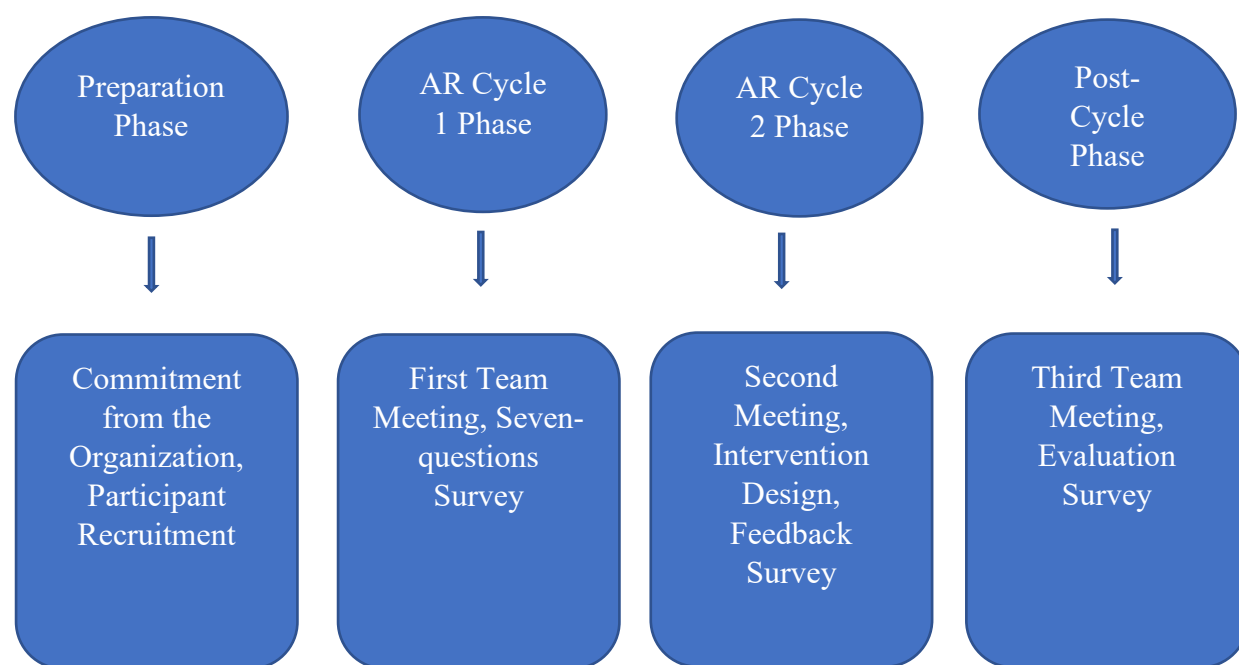 Preparation
Phase
AR Cycle
1 Phase
AR Cycle
2 Phase
Post-
Cycle
Phase
Commitment
from the
Organization,
Participant
Recruitment
First Team
Meeting, Seven-
questions
Survey
Second
Meeting,
Intervention
Design,
Feedback
Survey
Third Team
Meeting,
Evaluation
Survey